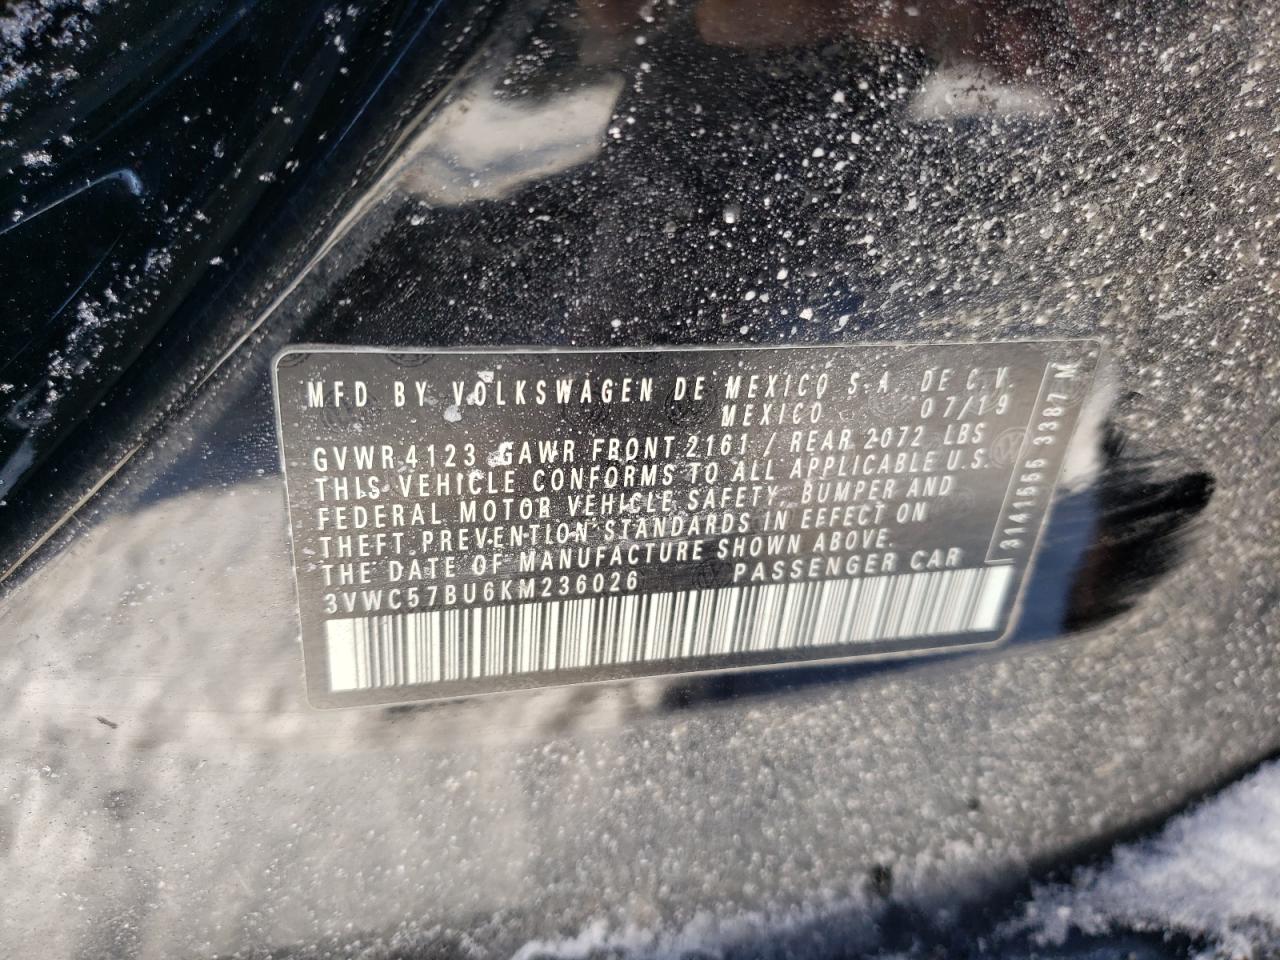 MFD BY VOLKSWAGEN DE MEXICO S.A. DE C.V.
MEXICO 07/19
GVWR 4123 GAWR FRONT 2161 / REAR 2072 LBS
THIS VEHICLE CONFORMS TO ALL APPLICABLE U.S.
FEDERAL MOTOR VEHICLE SAFETY, BUMPER AND
THEFT PREVENTION STANDARDS IN EFFECT ON
THE DATE OF MANUFACTURE SHOWN ABOVE.
3VWC57BU6KM236026 PASSENGER CAR
3387 M